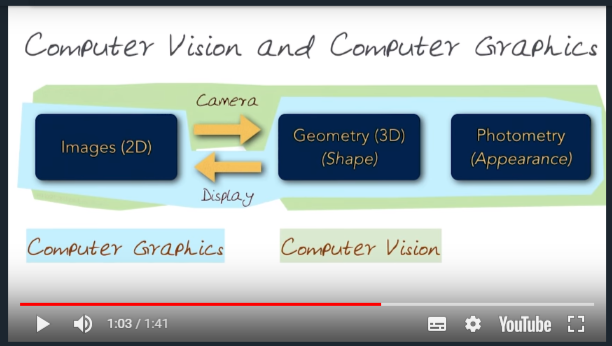 Computer Vision and Computer Graphics
Camera
Images (2D)
Geometry (3D)
(Shape)
Photometry
(Appearance)
Display
Computer Graphics
Computer Vision
1:03 / 1:41
YouTube